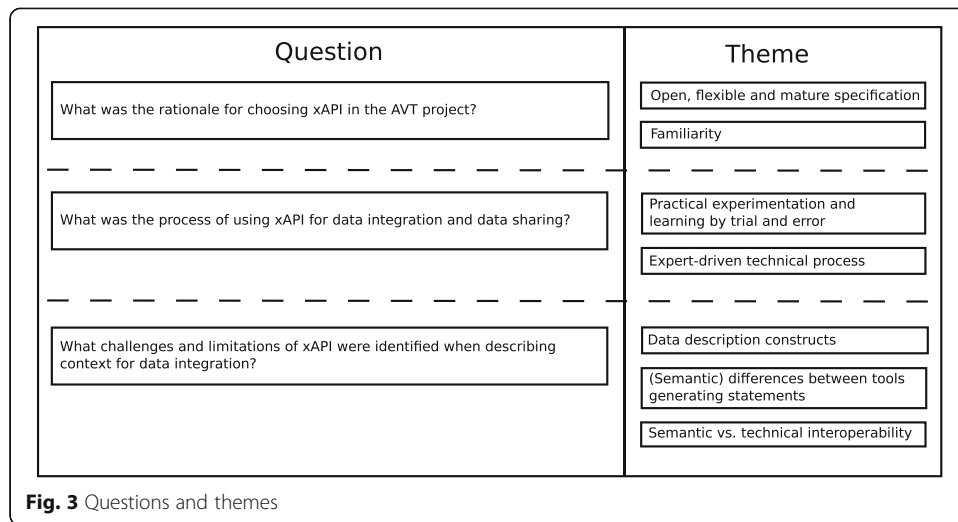 Question
Theme
What was the rationale for choosing xAPI in the AVT project?
Open, flexible and mature specification
Familiarity
What was the process of using xAPI for data integration and data sharing?
Practical experimentation and
learning by trial and error
Expert-driven technical process
What challenges and limitations of xAPI were identified when describing
context for data integration?
Data description constructs
(Semantic) differences between tools
generating statements
Semantic vs. technical interoperability
Fig. 3 Questions and themes